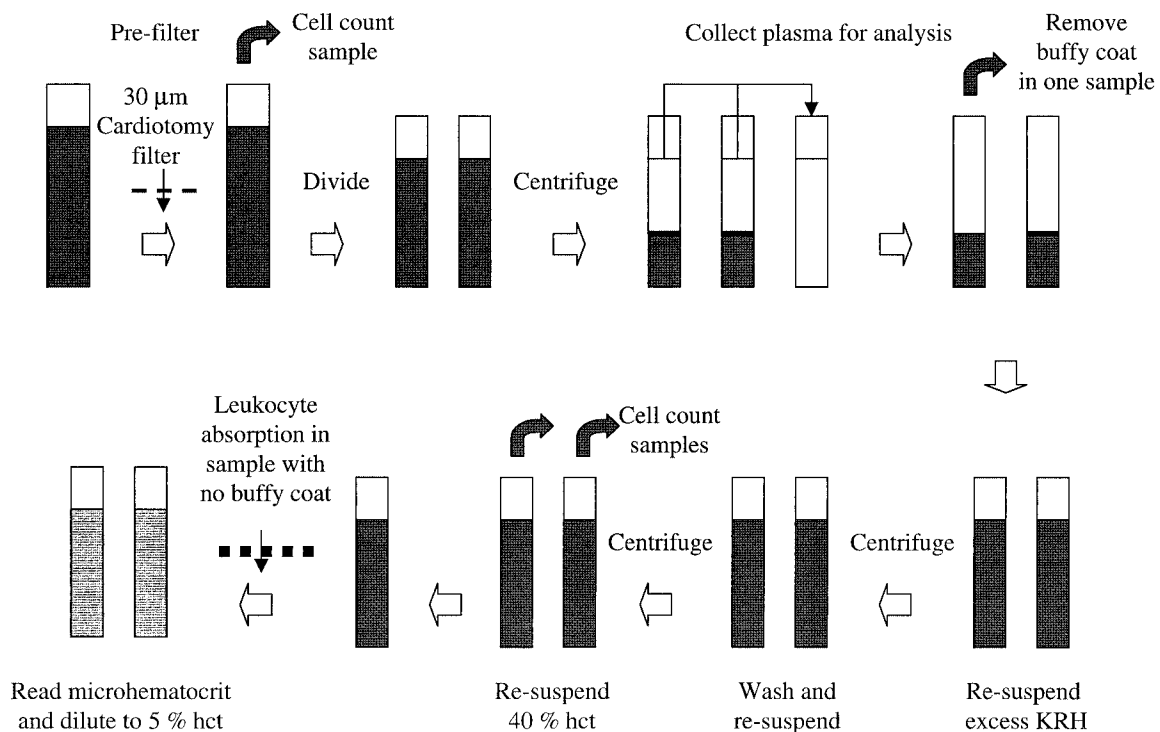 Pre-filter
30 μm
Cardiotomy
filter
Cell count
sample
Divide
Centrifuge
Collect plasma for analysis
Remove
buffy coat
in one sample
Re-suspend
excess KRH
Centrifuge
Wash and
re-suspend
Centrifuge
Cell count
samples
Re-suspend
40 % hct
Leukocyte
absorption in
sample with
no buffy coat
Read microhematocrit
and dilute to 5 % hct